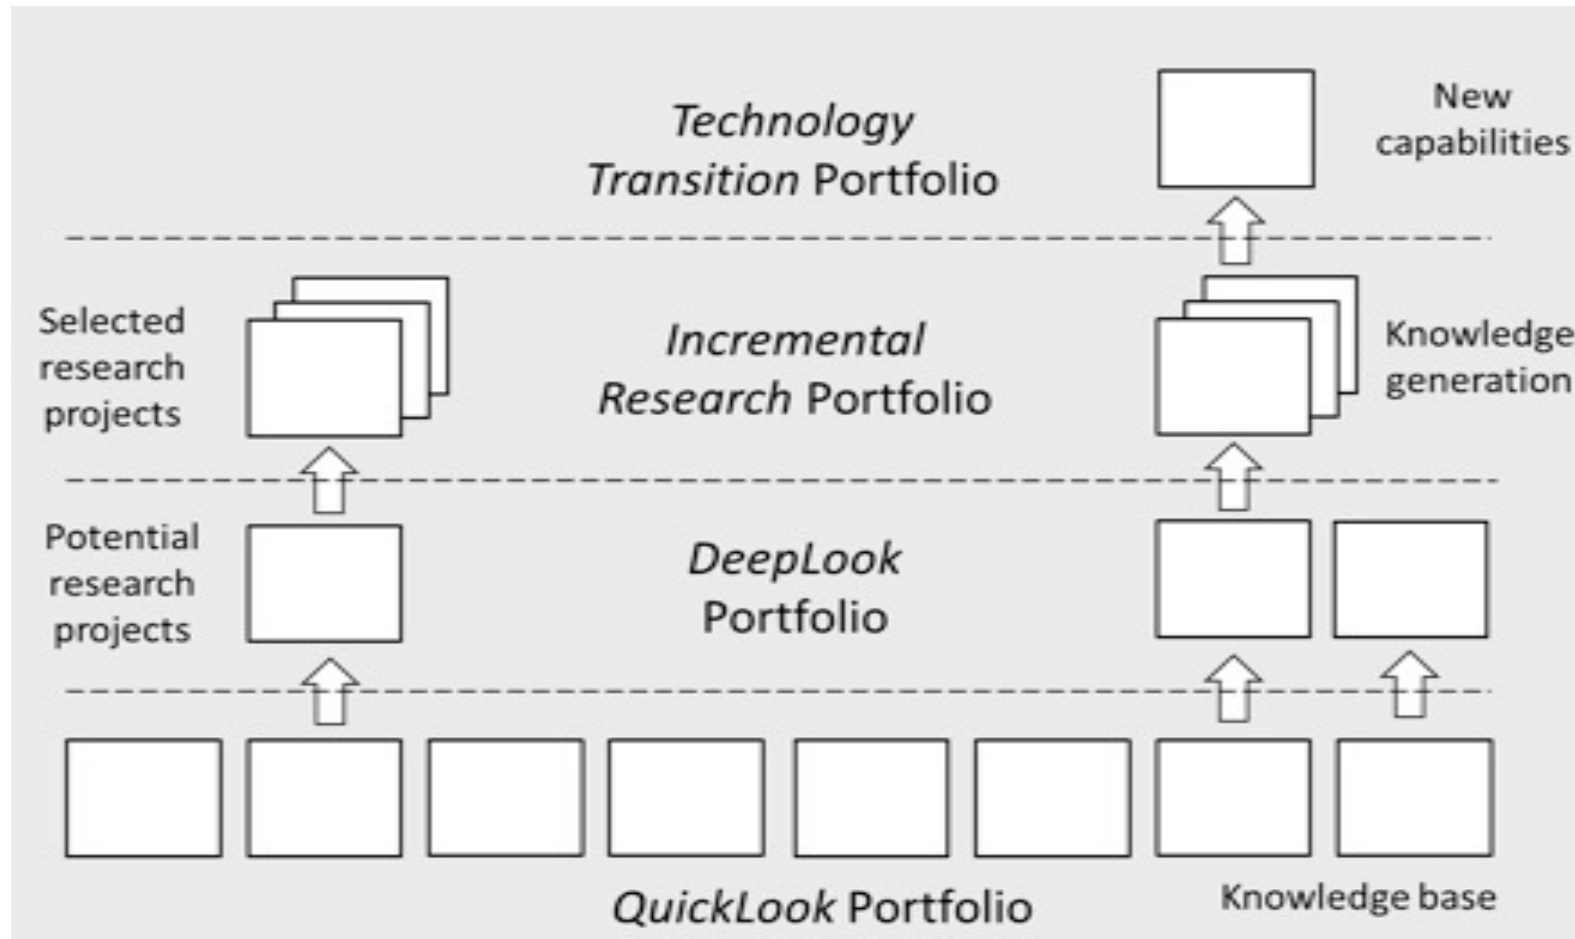 Technology
Transition Portfolio
New
capabilities
Selected
research
projects
Incremental
Research Portfolio
Knowledge
generation
Potential
research
projects
DeepLook
Portfolio
QuickLook Portfolio
Knowledge base